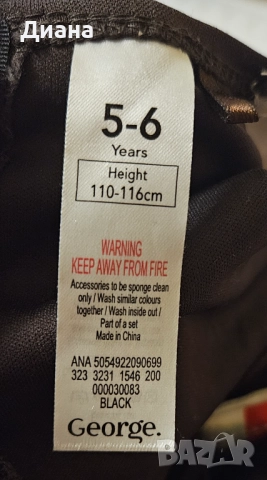 Диана
5-6
Years
Height
110-116cm
WARNING
KEEP AWAY FROM FIRE
Accessories to be sponge clean
only / Wash similar colours
together / Wash inside out /
Part of a set
Made in China
ANA 5054922090699
323 3231 1546 200
000030083
BLACK
George.
BAZAR